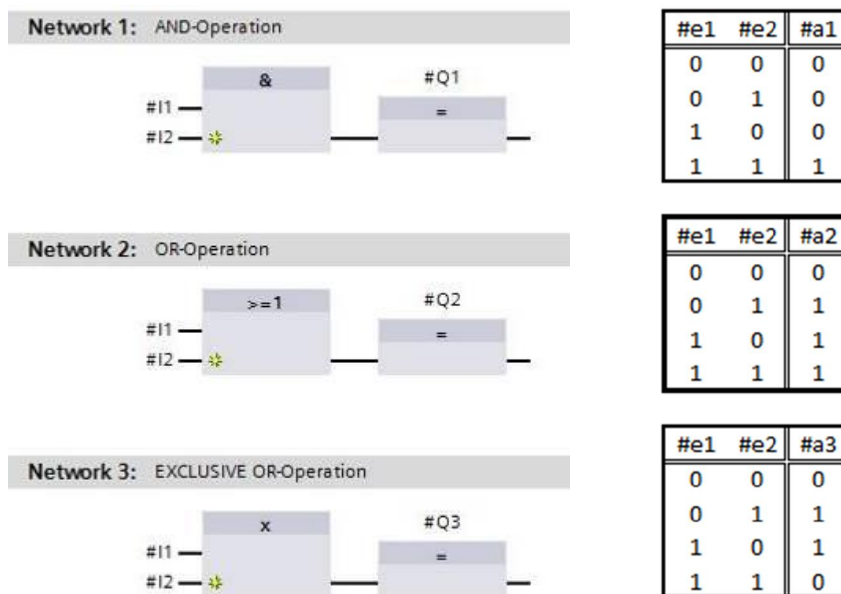 Network 1: AND-Operation
&
#Q1
#I1
=
#I2
#e1 #e2 #a1
0 0 0
0 1 0
1 0 0
1 1 1
Network 2: OR-Operation
>=1
#Q2
#I1
=
#I2
#e1 #e2 #a2
0 0 0
0 1 1
1 0 1
1 1 1
Network 3: EXCLUSIVE OR-Operation
x
#Q3
#I1
=
#I2
#e1 #e2 #a3
0 0 0
0 1 1
1 0 1
1 1 0